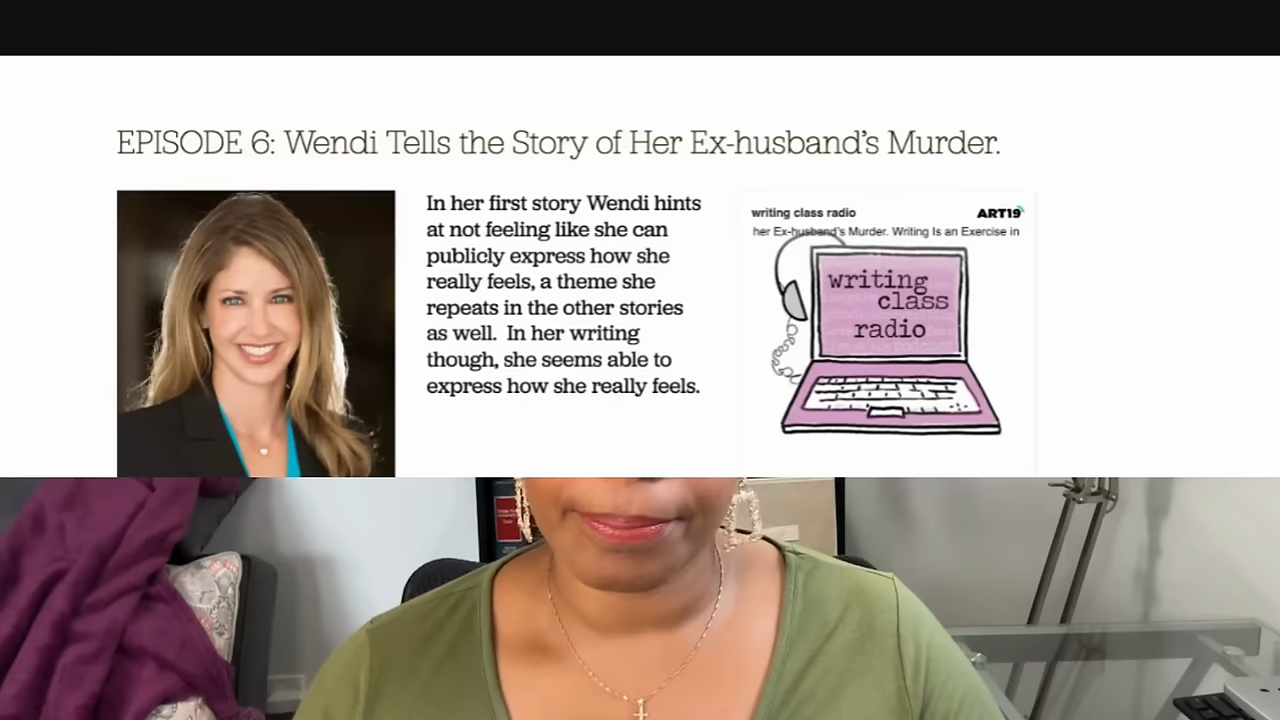 EPISODE 6: Wendi Tells the Story of Her Ex-husband's Murder.
In her first story Wendi hints
at not feeling like she can
publicly express how she
really feels, a theme she
repeats in the other stories
as well. In her writing
though, she seems able to
express how she really feels.
writing class radio
ART19
her Ex-husband's Murder. Writing Is an Exercise in
writing
class
radio